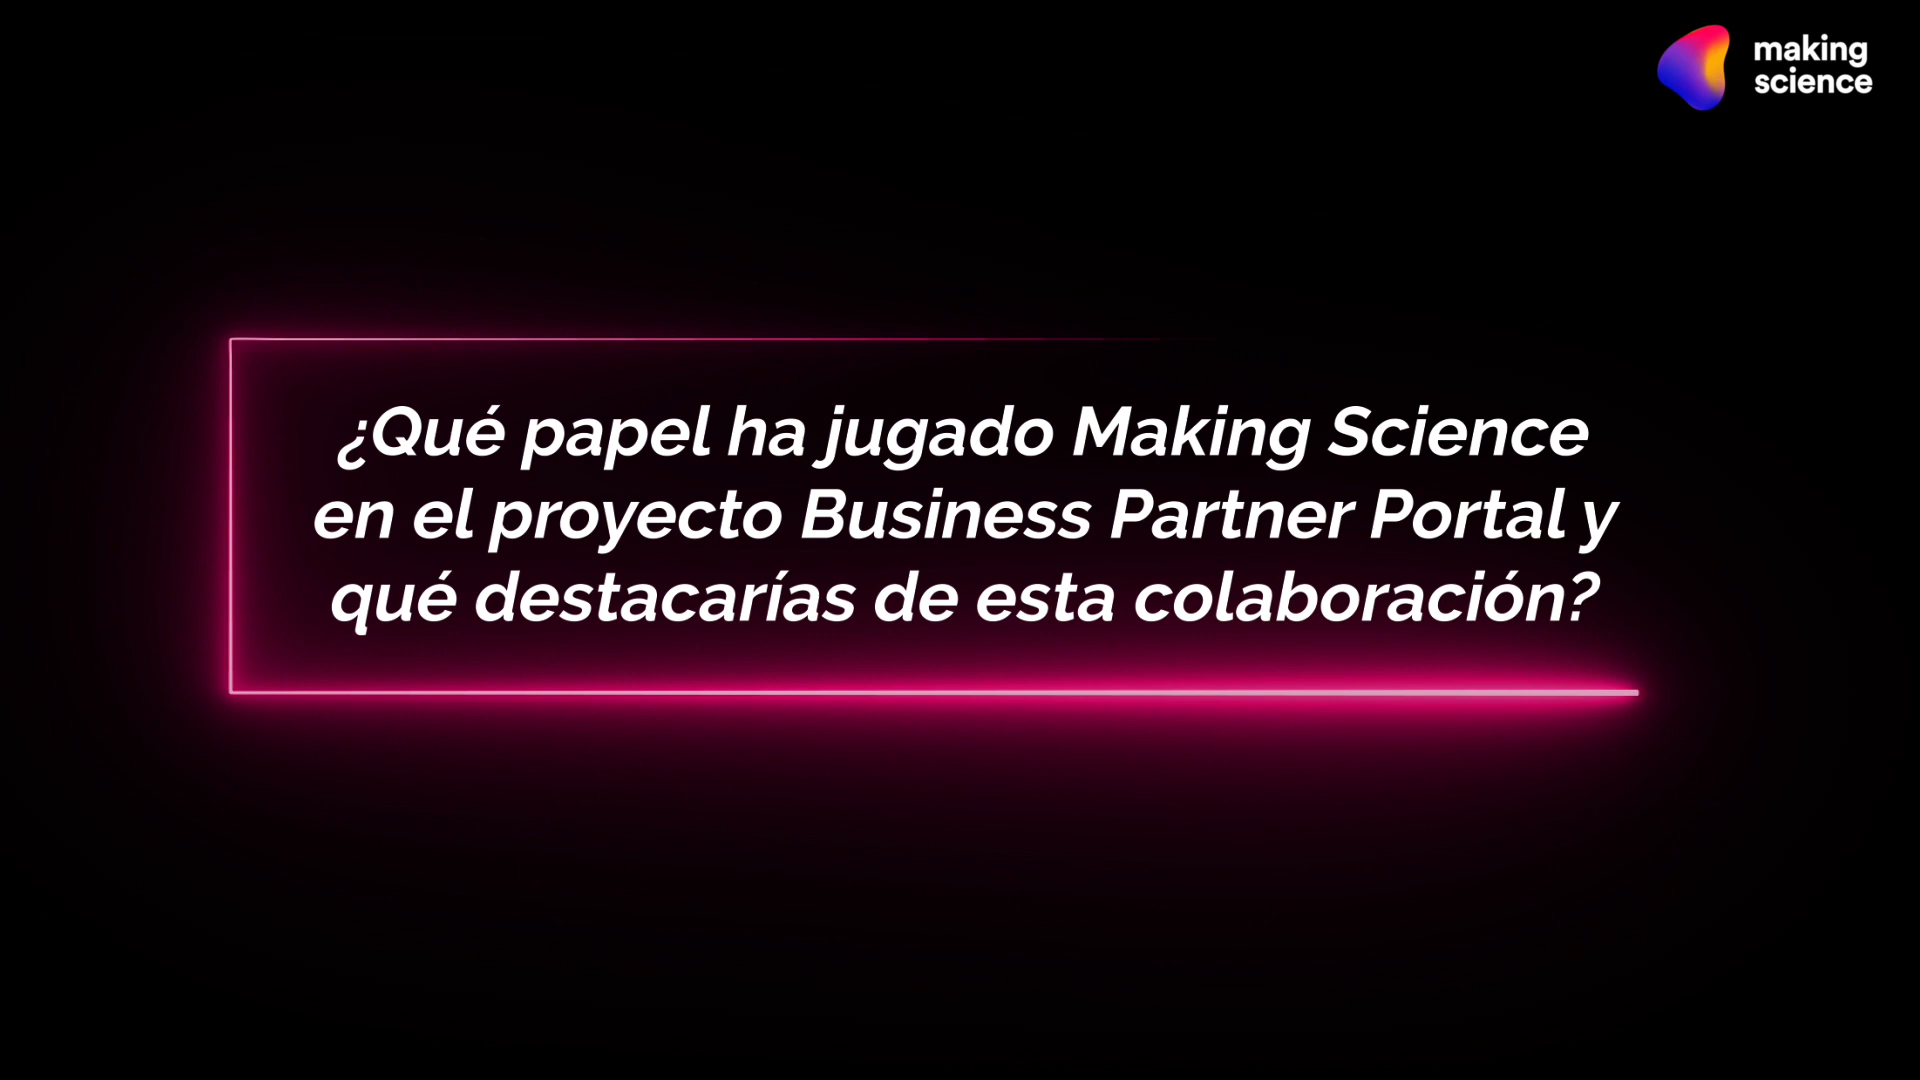 making
science
¿Qué papel ha jugado Making Science
en el proyecto Business Partner Portal y
qué destacarías de esta colaboración?